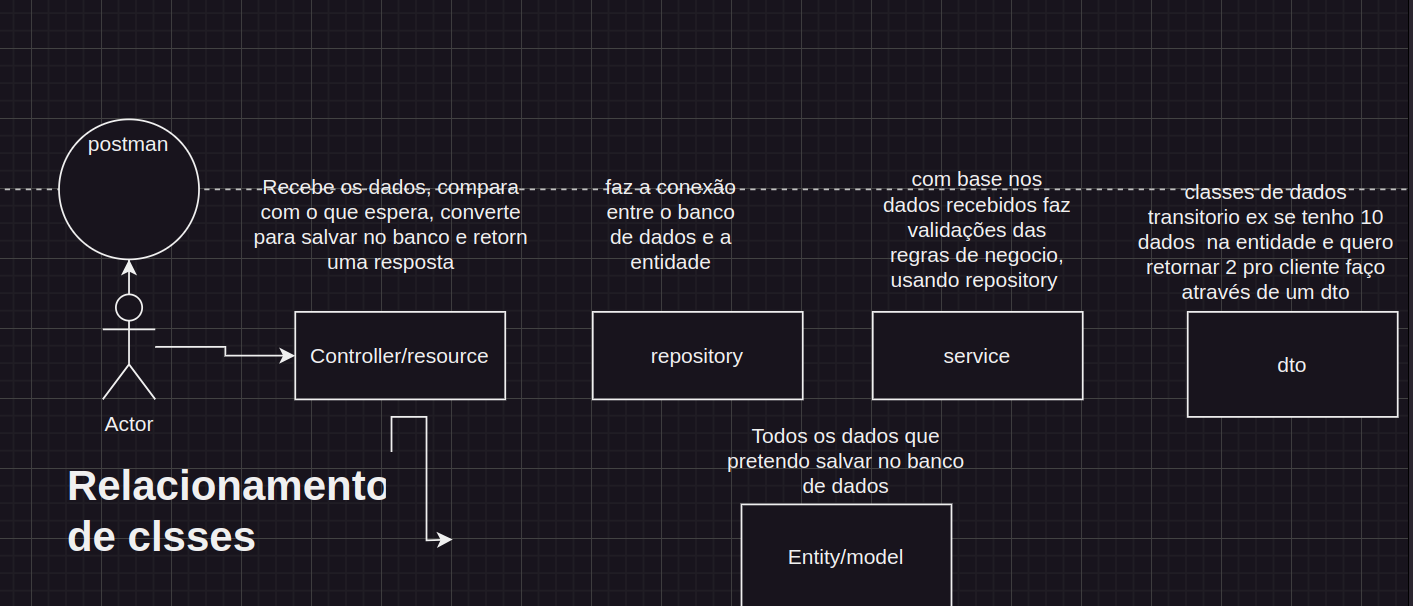 postman
Recebe os dados, compara
com o que espera, converte
para salvar no banco e retorn
uma resposta
faz a conexão
entre o banco
de dados e a
entidade
com base nos
dados recebidos faz
validações das
regras de negocio,
usando repository
classes de dados
transitorio ex se tenho 10
dados na entidade e quero
retornar 2 pro cliente faço
através de um dto
Controller/resource
repository
service
dto
Actor
Todos os dados que
pretendo salvar no banco
de dados
Relacionamento
de clsses
Entity/model